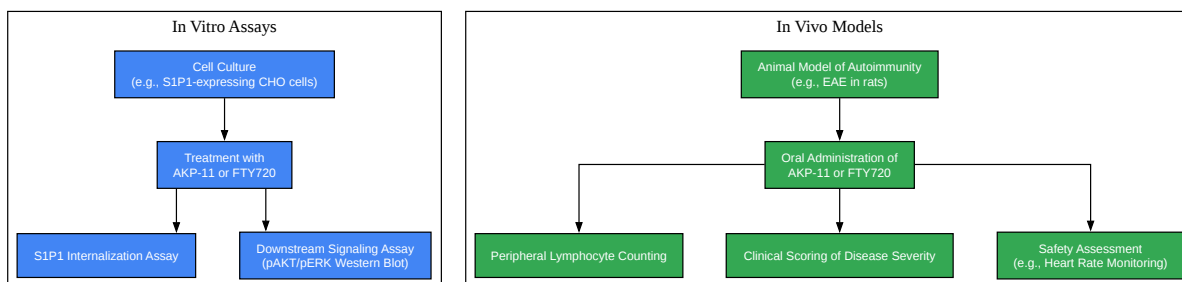 In Vitro Assays
Cell Culture
(e.g., S1P1-expressing CHO cells)
Treatment with
AKP-11 or FTY720
S1P1 Internalization Assay
Downstream Signaling Assay
(pAKT/pERK Western Blot)
In Vivo Models
Animal Model of Autoimmunity
(e.g., EAE in rats)
Oral Administration of
AKP-11 or FTY720
Peripheral Lymphocyte Counting
Clinical Scoring of Disease Severity
Safety Assessment
(e.g., Heart Rate Monitoring)